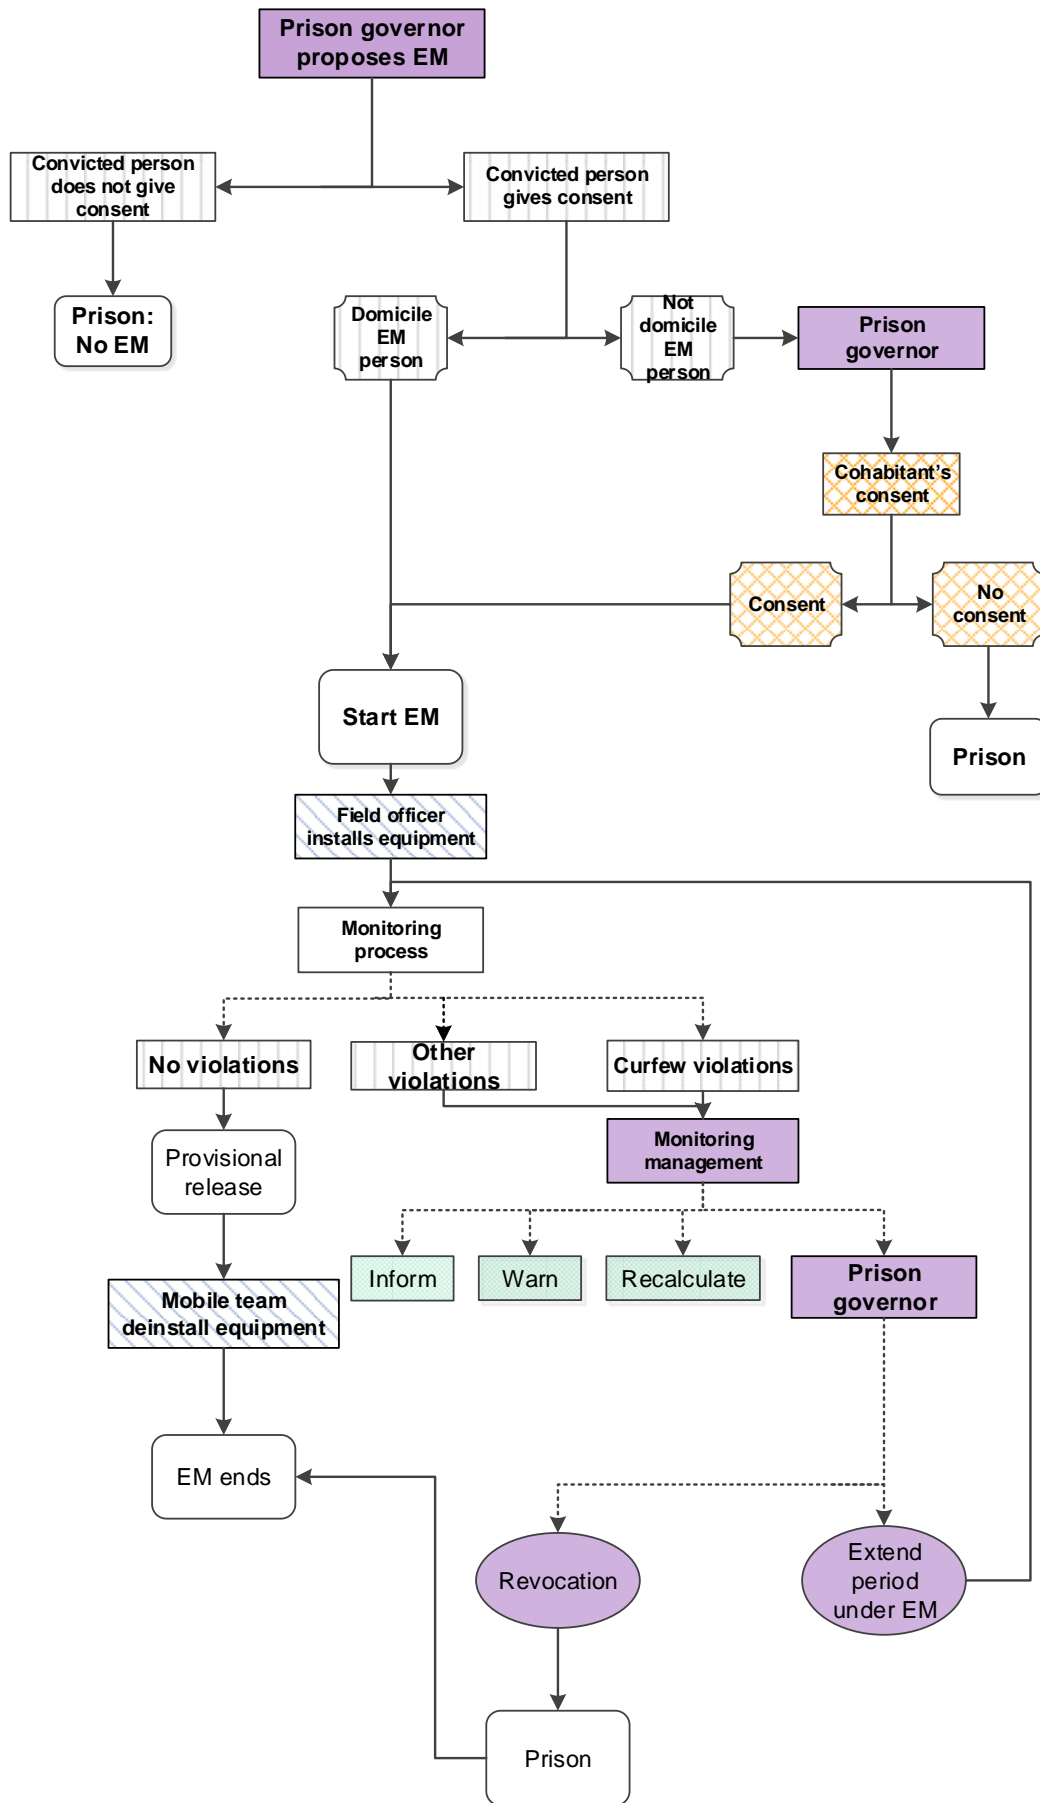 Prison governor
proposes EM
Convicted person
does not give
consent
Convicted person
gives consent
Prison:
No EM
Domicile
EM
person
Not
domicile
EM
person
Prison
governor
Cohabitant's
consent
Consent
No
consent
Start EM
Prison
Field officer
installs equipment
Monitoring
process
No violations
Other
violations
Curfew violations
Provisional
release
Monitoring
management
Inform
Warn
Recalculate
Prison
governor
Mobile team
deinstall equipment
EM ends
Revocation
Extend
period
under EM
Prison